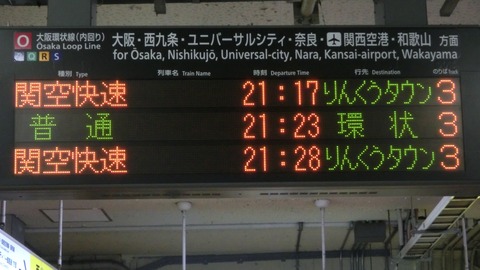 O 大阪環状線(内回り) 大阪・西九条・ユニバーサルシティ・奈良・関西空港・和歌山 方面
Osaka Loop Line for Osaka, Nishikujō, Universal-city, Nara, Kansai-airport, Wakayama
Q R S
種別 Type 列車名 Train Name 時刻 Departure Time 行先 Destination のりば Track
関空快速 21:17 りんくうタウン 3
普通 21:23 環状 3
関空快速 21:28 りんくうタウン 3